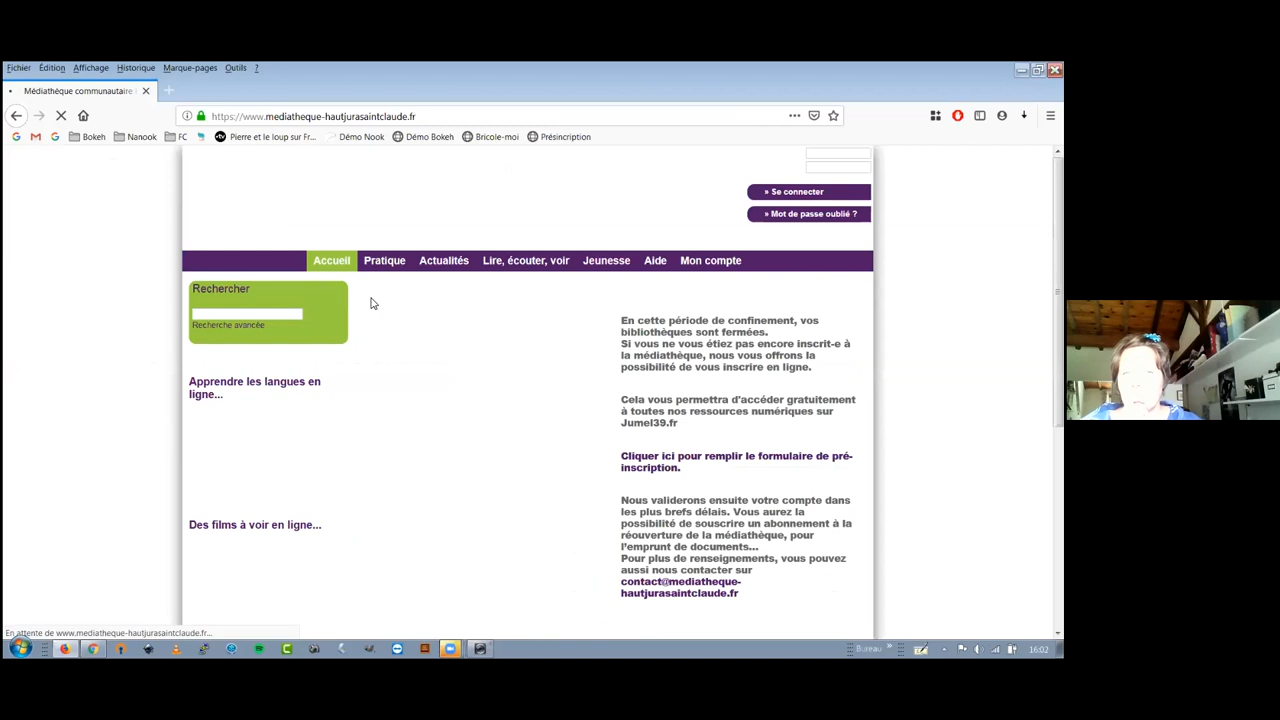 Fichier Édition Affichage Historique Marque-pages Outils ?
Médiathèque communautaire
https://www.mediatheque-hautjurasaintclaude.fr
Bokeh Nanook FC Pierre et le loup sur Fr... Démo Nook Démo Bokeh Bricole-moi Présincription
» Se connecter
» Mot de passe oublié ?
Accueil Pratique Actualités Lire, écouter, voir Jeunesse Aide Mon compte
Rechercher
Recherche avancée
Apprendre les langues en
ligne...
Des films à voir en ligne...
En cette période de confinement, vos
bibliothèques sont fermées.
Si vous ne vous étiez pas encore inscrit-e à
la médiathèque, nous vous offrons la
possibilité de vous inscrire en ligne.
Cela vous permettra d'accéder gratuitement
à toutes nos ressources numériques sur
Jumel39.fr
Cliquer ici pour remplir le formulaire de pré-
inscription.
Nous validerons ensuite votre compte dans
les plus brefs délais. Vous aurez la
possibilité de souscrire un abonnement à la
réouverture de la médiathèque, pour
l'emprunt de documents...
Pour plus de renseignements, vous pouvez
aussi nous contacter sur
contact@mediatheque-
hautjurasaintclaude.fr
En attente de www.mediatheque-hautjurasaintclaude.fr...
Bureau »
16:02